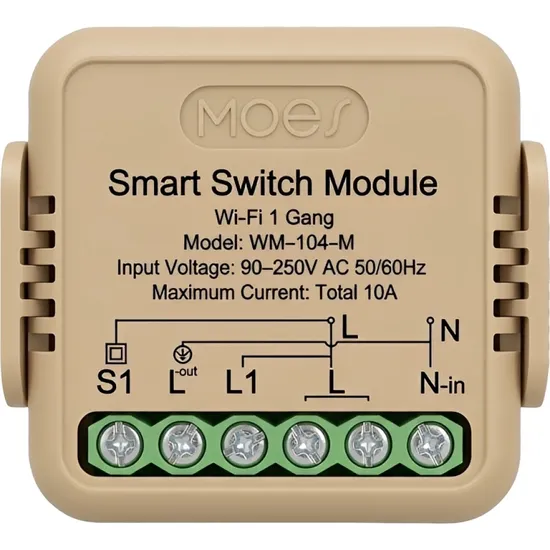 MOES
Smart Switch Module
Wi-Fi 1 Gang
Model: WM–104–M
Input Voltage: 90–250V AC 50/60Hz
Maximum Current: Total 10A
L N
S1 L-out L1 L N-in